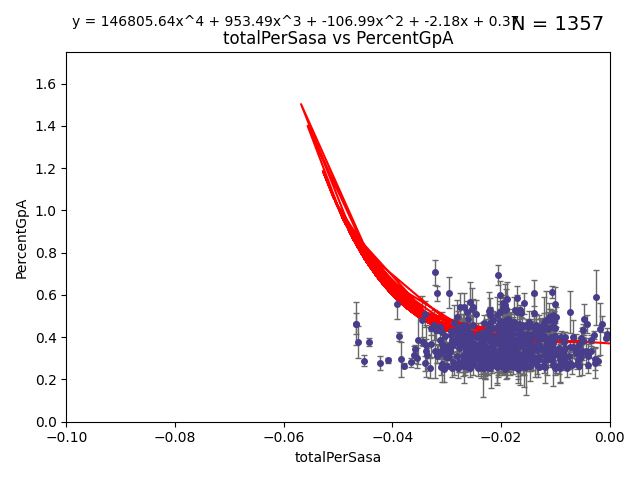 y = 146805.64x^4 + 953.49x^3 + -106.99x^2 + -2.18x + 0.37
N = 1357
totalPerSasa vs PercentGpA
PercentGpA
1.6
1.4
1.2
1.0
0.8
0.6
0.4
0.2
0.0
−0.10 −0.08 −0.06 −0.04 −0.02 0.00
totalPerSasa